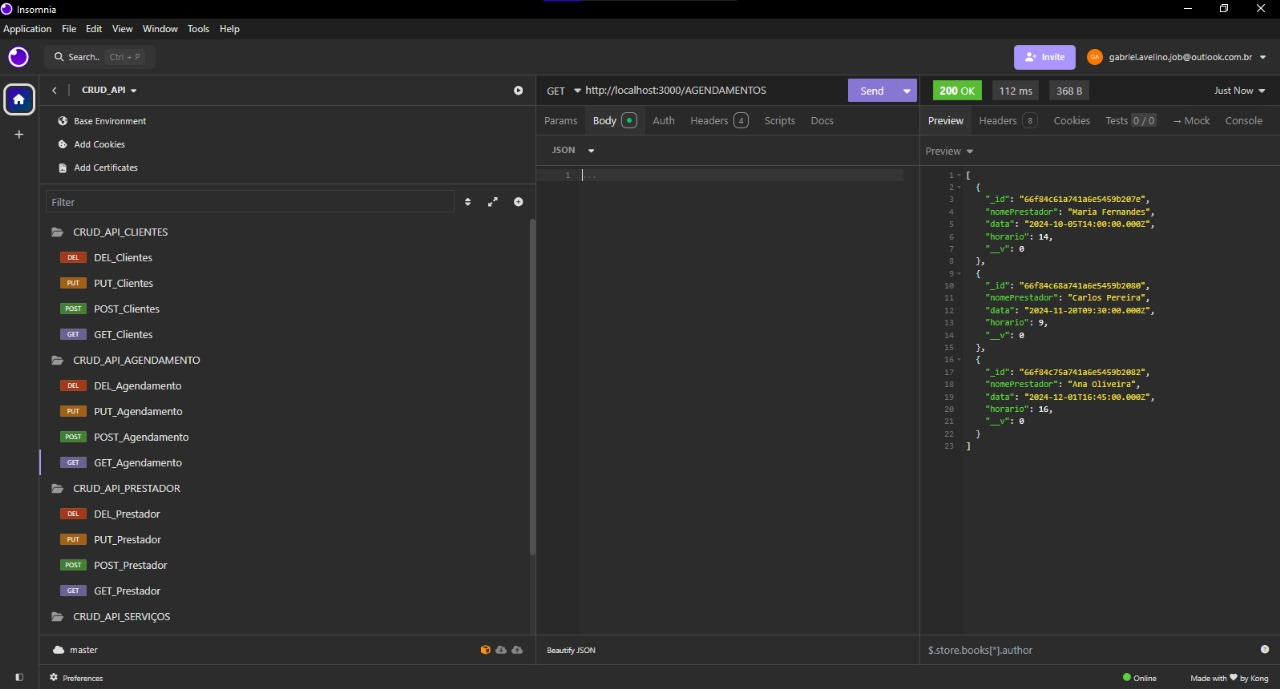 Insomnia
Application File Edit View Window Tools Help
Search.. Ctrl + P
Invite
GA gabriel.avelino.job@outlook.com.br
CRUD_API
Base Environment
Add Cookies
Add Certificates
Filter
CRUD_API_CLIENTES
DEL DEL_Clientes
PUT PUT_Clientes
POST POST_Clientes
GET GET_Clientes
CRUD_API_AGENDAMENTO
DEL DEL_Agendamento
PUT PUT_Agendamento
POST POST_Agendamento
GET GET_Agendamento
CRUD_API_PRESTADOR
DEL DEL_Prestador
PUT PUT_Prestador
POST POST_Prestador
GET GET_Prestador
CRUD_API_SERVIÇOS
master
Preferences
GET http://localhost:3000/AGENDAMENTOS
Send
Params Body Auth Headers 4 Scripts Docs
JSON
1 ...
Beautify JSON
200 OK 112 ms 368 B Just Now
Preview Headers 8 Cookies Tests 0 / 0 → Mock Console
Preview
1 [
2 {
3 "_id": "66f84c61a741a6e5459b207e",
4 "nomePrestador": "Maria Fernandes",
5 "data": "2024-10-05T14:00:00.000Z",
6 "horario": 14,
7 "__v": 0
8 },
9 {
10 "_id": "66f84c68a741a6e5459b2080",
11 "nomePrestador": "Carlos Pereira",
12 "data": "2024-11-20T09:30:00.000Z",
13 "horario": 9,
14 "__v": 0
15 },
16 {
17 "_id": "66f84c75a741a6e5459b2082",
18 "nomePrestador": "Ana Oliveira",
19 "data": "2024-12-01T16:45:00.000Z",
20 "horario": 16,
21 "__v": 0
22 }
23 ]
$.store.books[*].author
Online
Made with ♥ by Kong